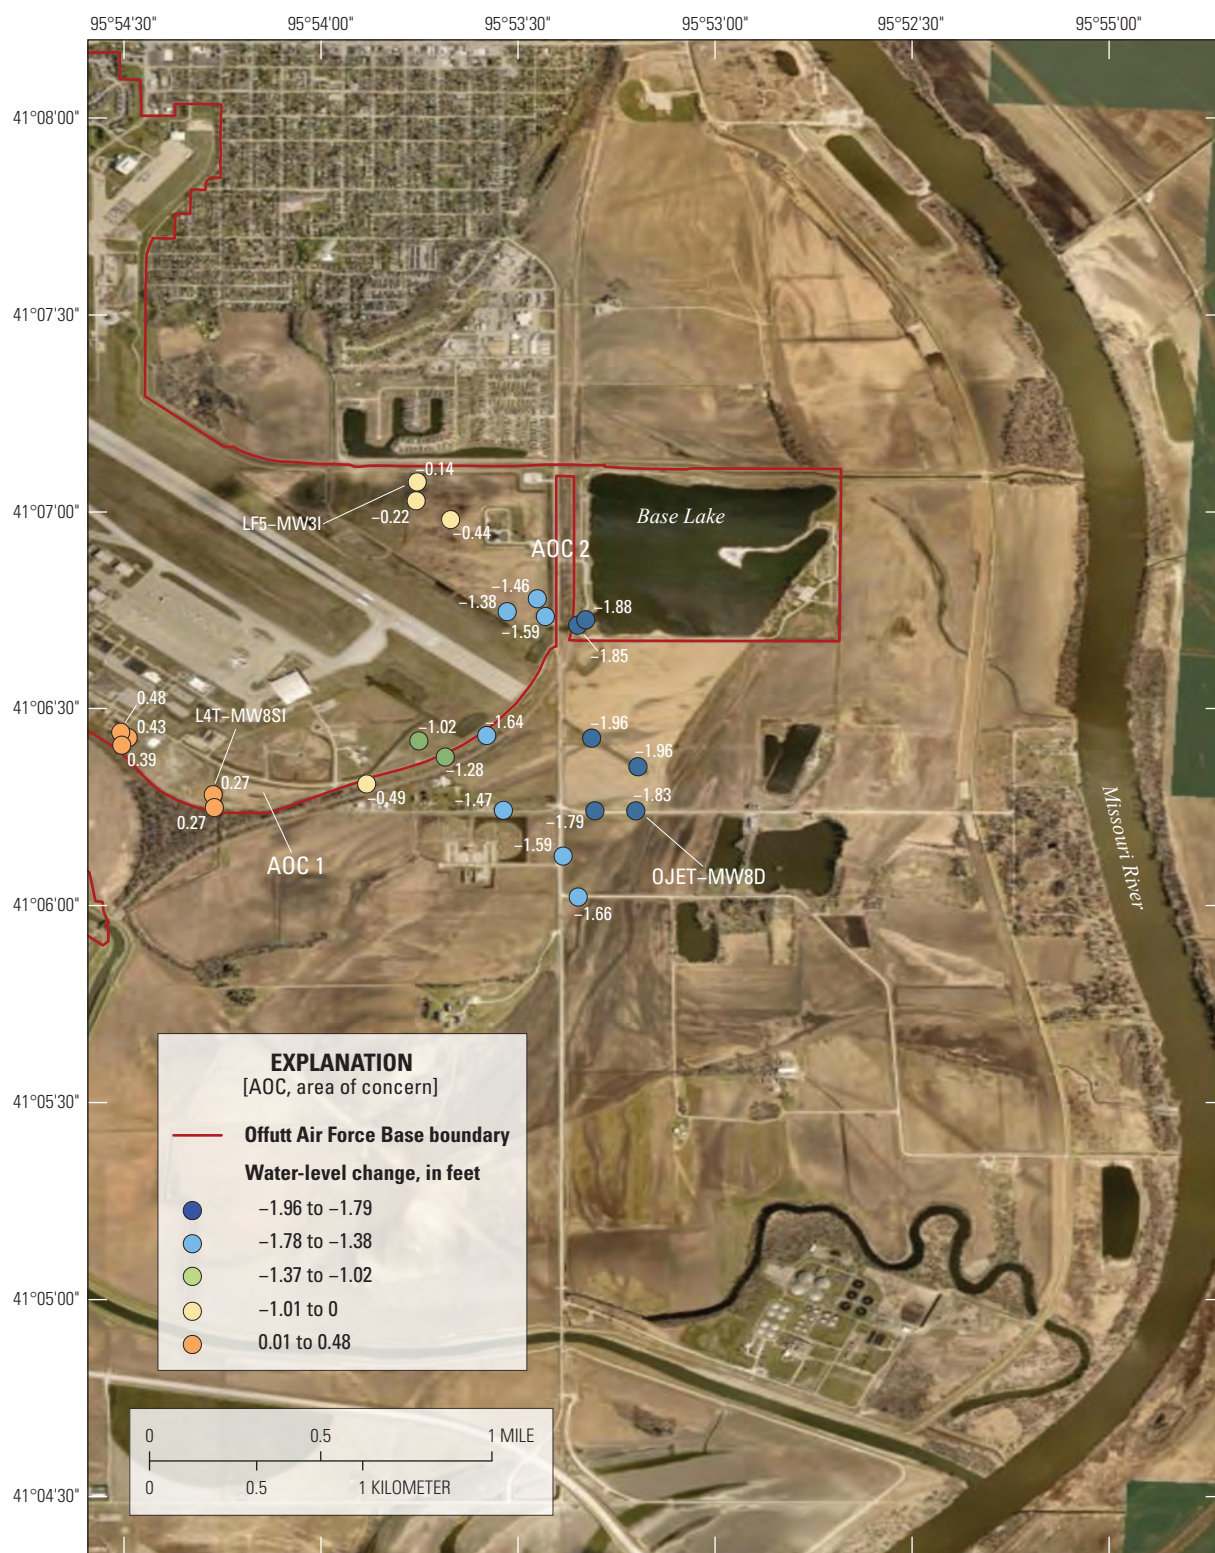 95°54'30" 95°54'00" 95°53'30" 95°53'00" 95°52'30" 95°55'00"
41°08'00"
41°07'30"
41°07'00"
41°06'30"
41°06'00"
41°05'30"
41°05'00"
41°04'30"
−0.14
LF5−MW3I
−0.22
−0.44
Base Lake
AOC 2
−1.46
−1.38
−1.59
−1.88
−1.85
0.48
L4T−MW8SI
0.43
0.39
−1.02
−1.64
−1.96
−1.96
−1.28
0.27
0.27
−0.49
−1.47
−1.79
−1.83
AOC 1
−1.59
OJET−MW8D
−1.66
Missouri River
EXPLANATION
[AOC, area of concern]
Offutt Air Force Base boundary
Water-level change, in feet
−1.96 to −1.79
−1.78 to −1.38
−1.37 to −1.02
−1.01 to 0
0.01 to 0.48
0 0.5 1 MILE
0 0.5 1 KILOMETER